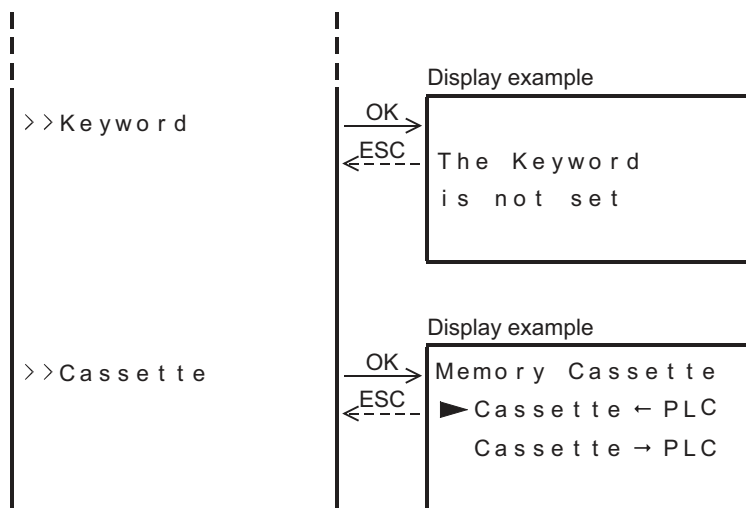 Display example
>>Keyword
OK
ESC
The Keyword
is not set
Display example
>>Cassette
OK
ESC
Memory Cassette
▶Cassette ← PLC
Cassette → PLC